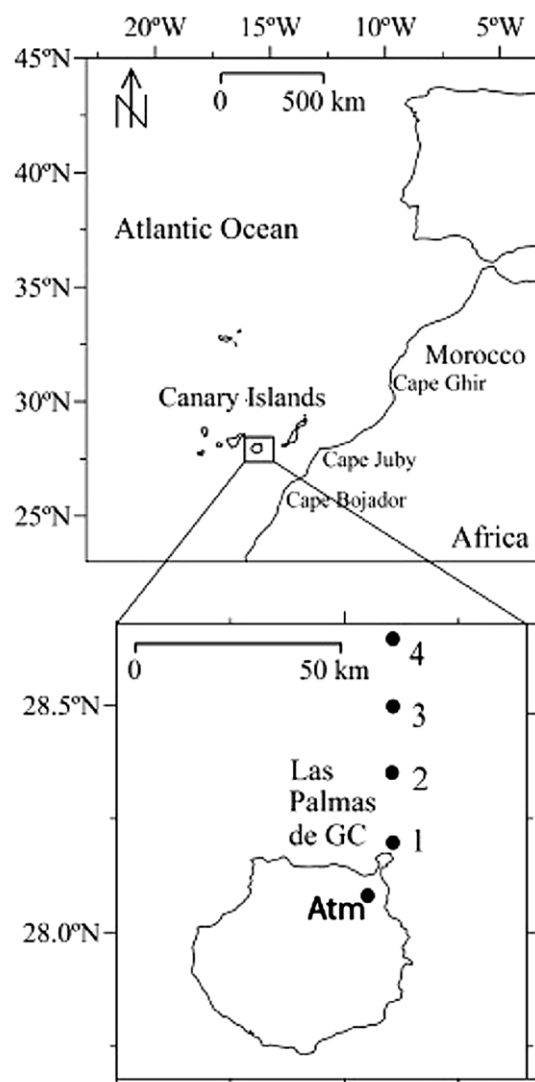 20ºW 10ºW 5ºW
45ºN
0 500 km
N
40ºN
Atlantic Ocean
35ºN
Morocco
30ºN
Cape Ghir
Canary Islands
Cape Juby
Cape Bojador
25ºN
Africa
0 50 km
4
28.5ºN
3
Las
2
Palmas
de GC
1
Atm
28.0ºN